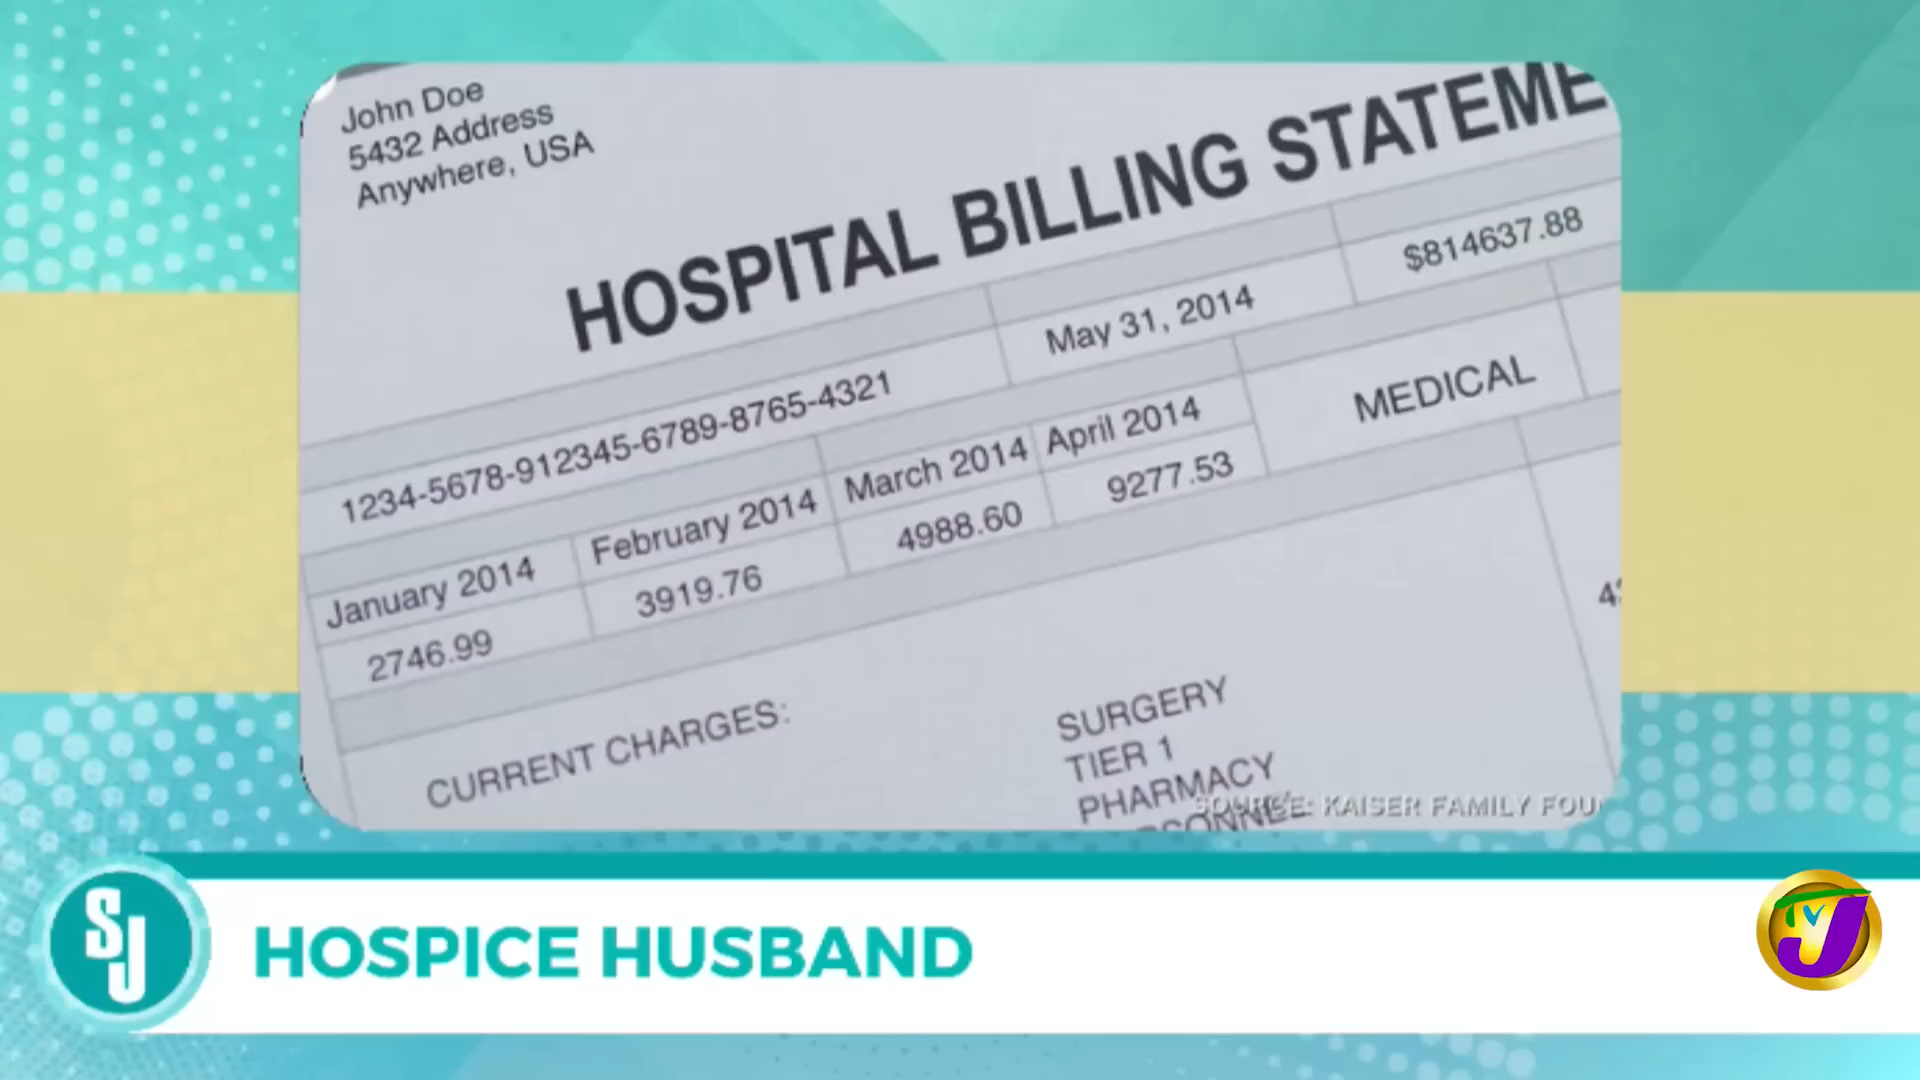 John Doe
5432 Address
Anywhere, USA
HOSPITAL BILLING STATEME
1234-5678-912345-6789-8765-4321
May 31, 2014
$814637.88
January 2014
February 2014
March 2014
April 2014
MEDICAL
2746.99
3919.76
4988.60
9277.53
CURRENT CHARGES:
SURGERY
TIER 1
PHARMACY
SOURCE: KAISER FAMILY FOU
SJ
HOSPICE HUSBAND
TVJ